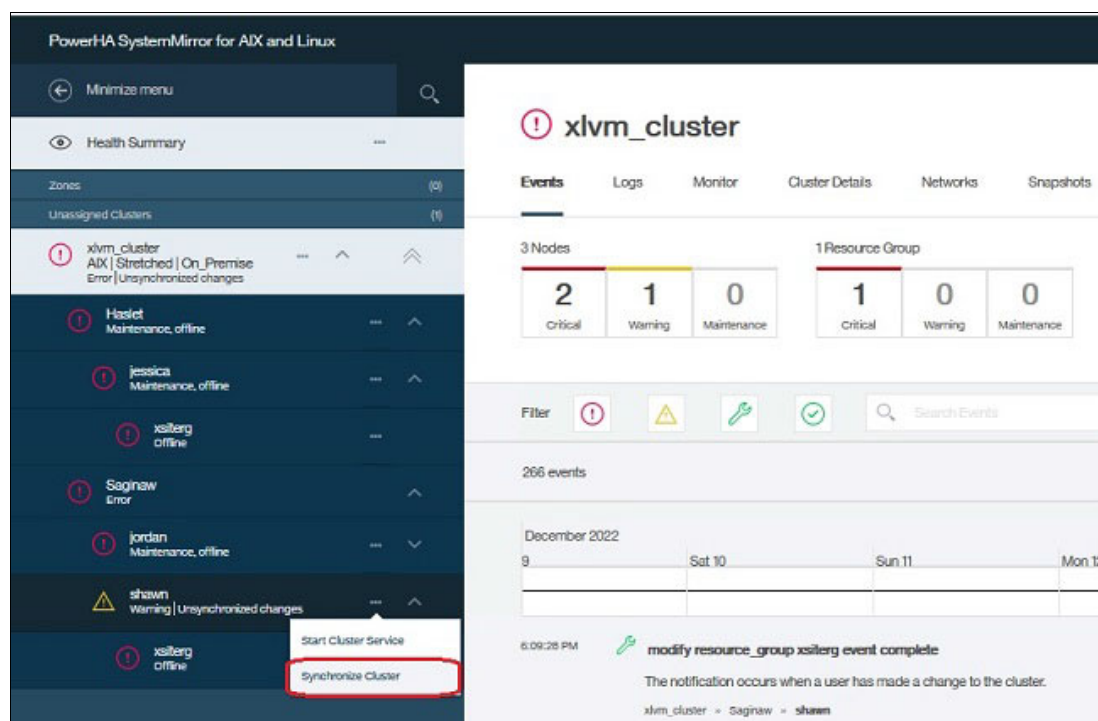 PowerHA SystemMirror for AIX and Linux
Minimize menu
Health Summary
Zones (0)
Unassigned Clusters (1)
xlvm_cluster
AIX | Stretched | On_Premise
Error | Unsynchronized changes
Haslet
Maintenance, offline
jessica
Maintenance, offline
xsiterg
Offline
Saginaw
Error
jordan
Maintenance, offline
shawn
Warning | Unsynchronized changes
xsiterg
Offline
Start Cluster Service
Synchronize Cluster
xlvm_cluster
Events Logs Monitor Cluster Details Networks Snapshots
3 Nodes 1 Resource Group
2 1 0 1 0 0
Critical Warning Maintenance Critical Warning Maintenance
Filter Search Events
266 events
December 2022
9 Sat 10 Sun 11 Mon 12
6:09:28 PM modify resource_group xsiterg event complete
The notification occurs when a user has made a change to the cluster.
xlvm_cluster » Saginaw » shawn